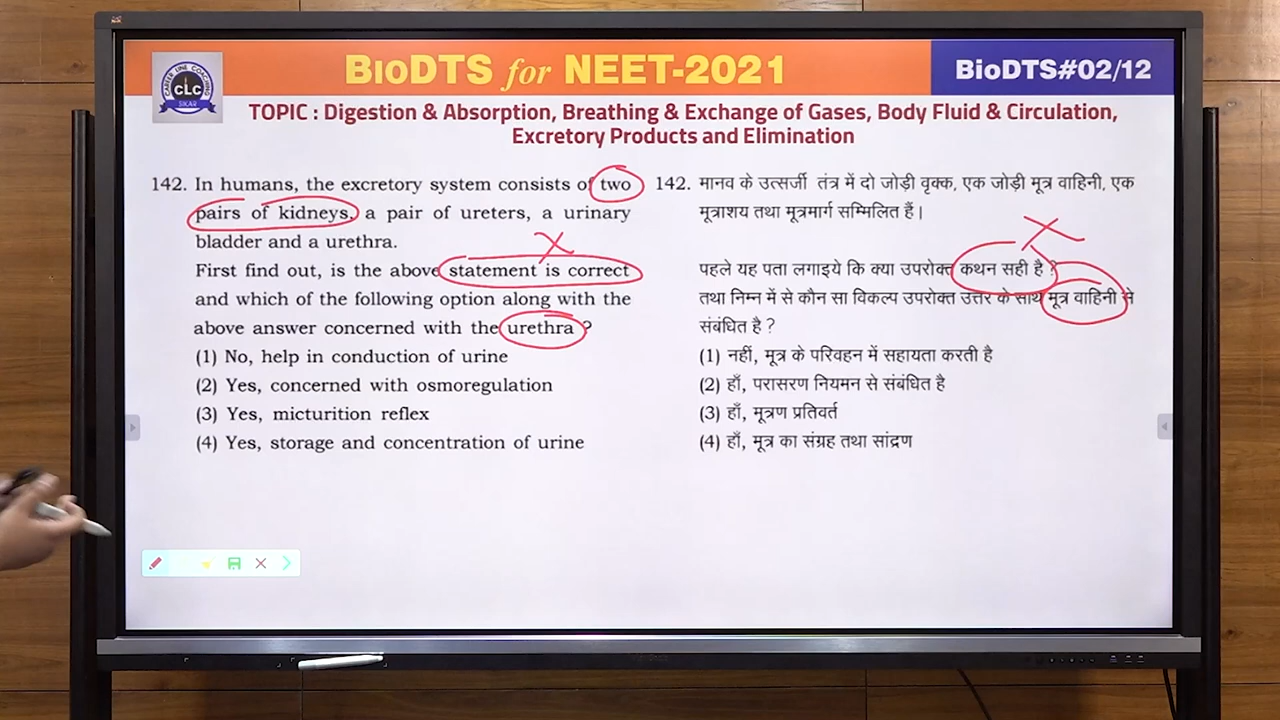 BIODTS for NEET-2021
BIODTS#02/12
CAREER LINE COACHING
CLC
SIKAR
TOPIC : Digestion & Absorption, Breathing & Exchange of Gases, Body Fluid & Circulation,
Excretory Products and Elimination
142. In humans, the excretory system consists of two
pairs of kidneys, a pair of ureters, a urinary
bladder and a urethra.
First find out, is the above statement is correct
and which of the following option along with the
above answer concerned with the urethra ?
(1) No, help in conduction of urine
(2) Yes, concerned with osmoregulation
(3) Yes, micturition reflex
(4) Yes, storage and concentration of urine
142. मानव के उत्सर्जी तंत्र में दो जोड़ी वृक्क, एक जोड़ी मूत्र वाहिनी, एक
मूत्राशय तथा मूत्रमार्ग सम्मिलित हैं।
पहले यह पता लगाइये कि क्या उपरोक्त कथन सही है ?
तथा निम्न में से कौन सा विकल्प उपरोक्त उत्तर के साथ मूत्र वाहिनी से
संबंधित है ?
(1) नहीं, मूत्र के परिवहन में सहायता करती है
(2) हाँ, परासरण नियमन से संबंधित है
(3) हाँ, मूत्रण प्रतिवर्त
(4) हाँ, मूत्र का संग्रह तथा सांद्रण